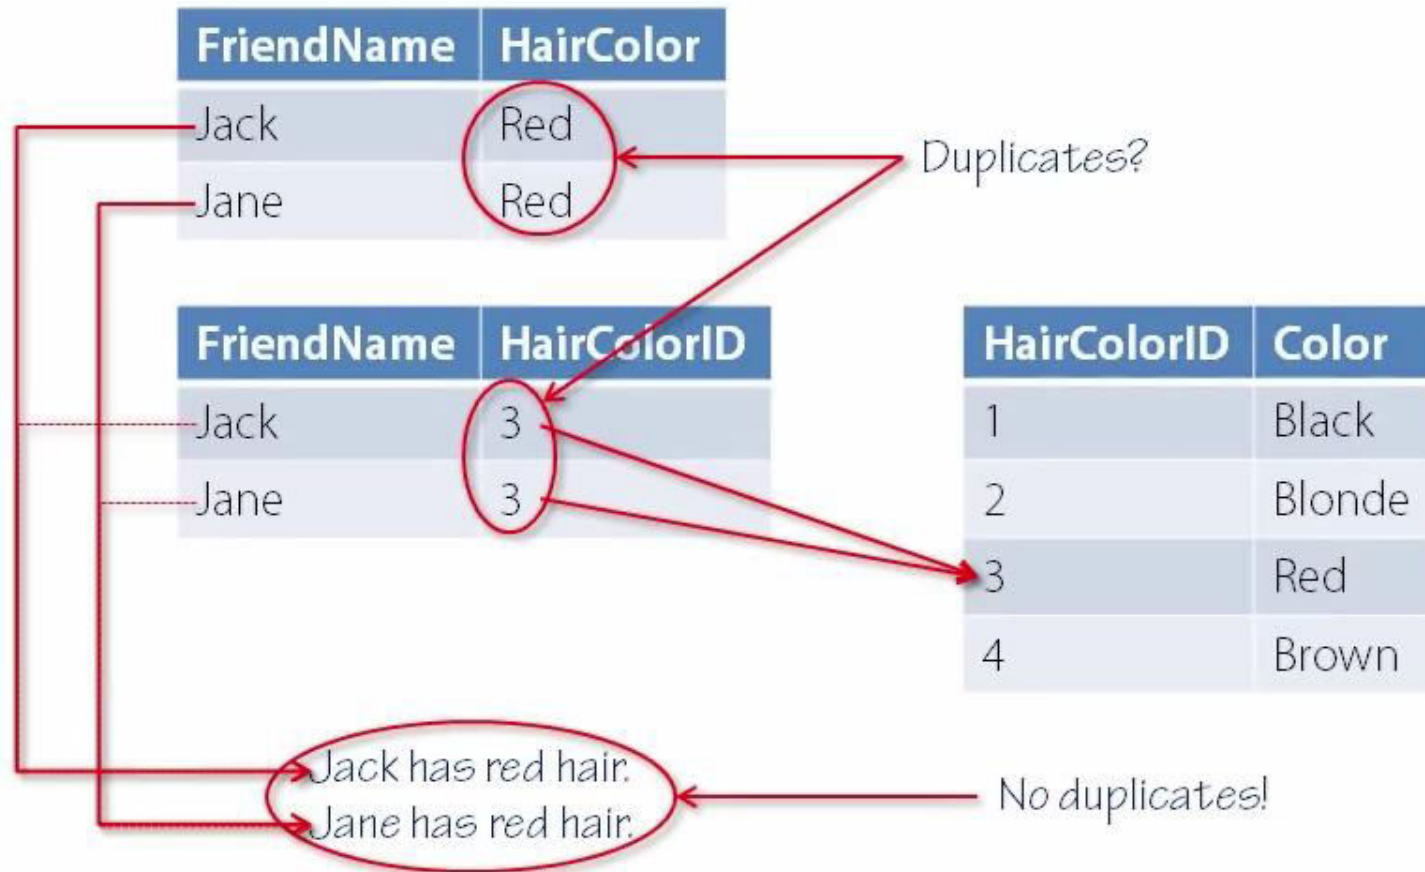 FriendName HairColor
Jack Red
Duplicates?
Jane Red
FriendName HairColorID
Jack 3
Jane 3
HairColorID Color
1 Black
2 Blonde
3 Red
4 Brown
Jack has red hair.
Jane has red hair.
No duplicates!